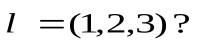 l = (1,2,3) ?